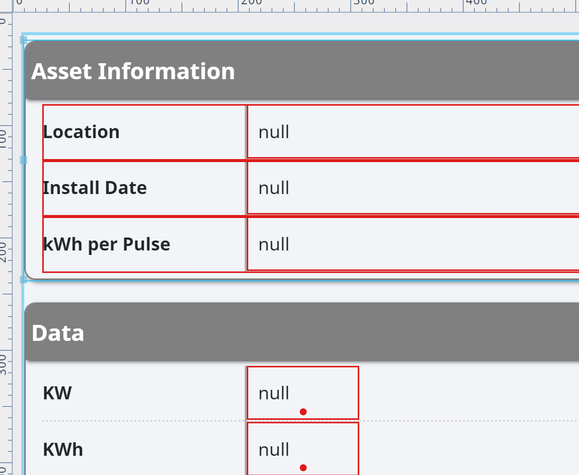 0 100 200 300 400
Asset Information
Location null
100
Install Date null
kWh per Pulse null
200
Data
300
KW null
KWh null